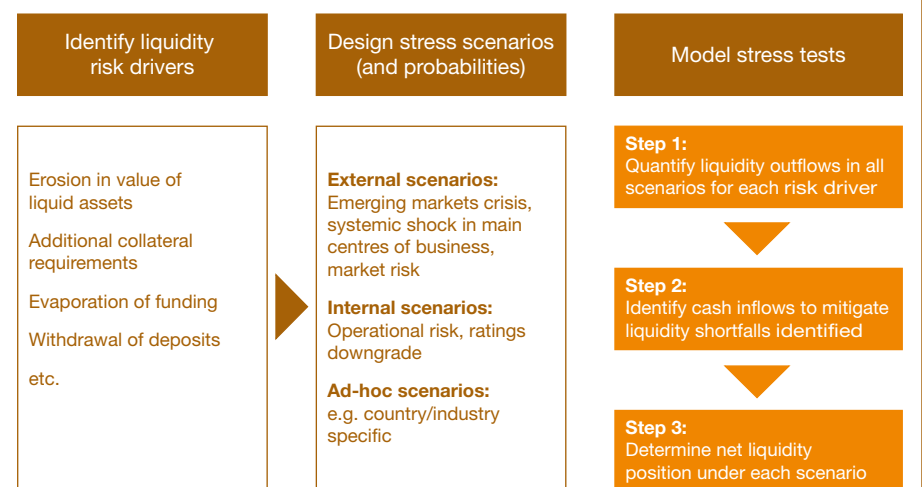 Identify liquidity
risk drivers
Erosion in value of
liquid assets
Additional collateral
requirements
Evaporation of funding
Withdrawal of deposits
etc.
Design stress scenarios
(and probabilities)
External scenarios:
Emerging markets crisis,
systemic shock in main
centres of business,
market risk
Internal scenarios:
Operational risk, ratings
downgrade
Ad-hoc scenarios:
e.g. country/industry
specific
Model stress tests
Step 1:
Quantify liquidity outflows in all
scenarios for each risk driver
Step 2:
Identify cash inflows to mitigate
liquidity shortfalls identified
Step 3:
Determine net liquidity
position under each scenario